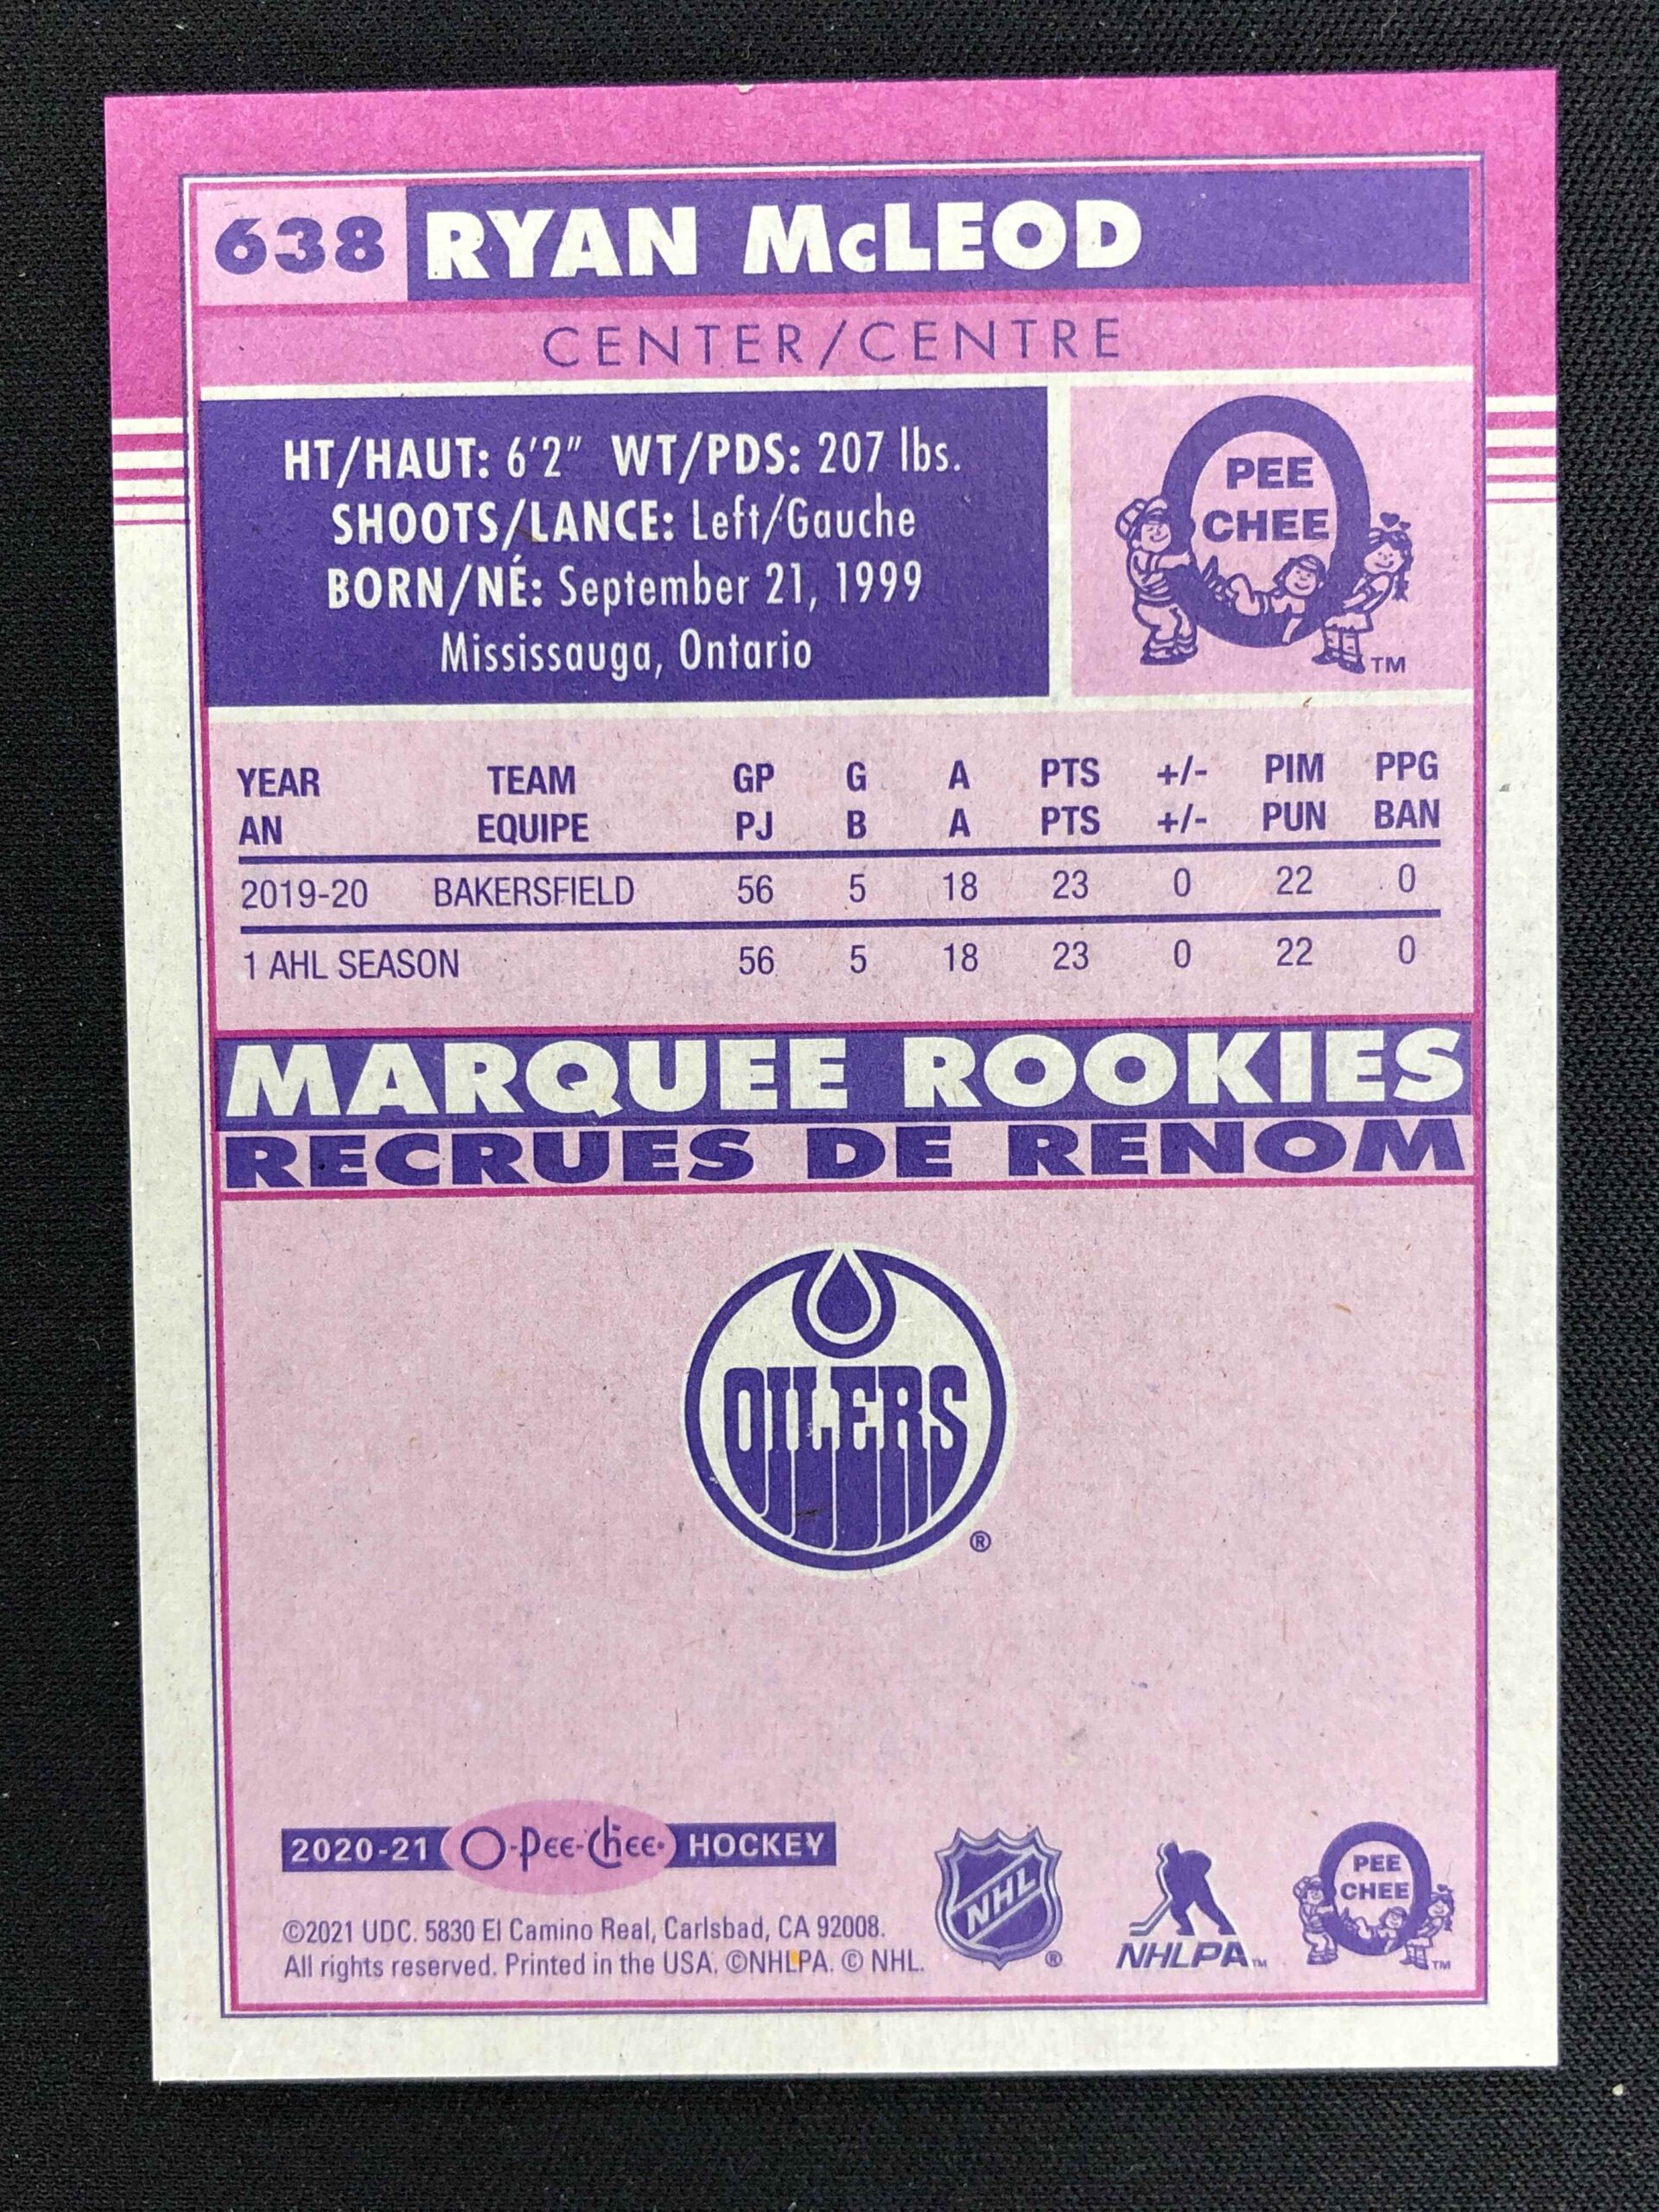 638 RYAN McLEOD
CENTER/CENTRE
HT/HAUT: 6'2" WT/PDS: 207 lbs.
SHOOTS/LANCE: Left/Gauche
BORN/NÉ: September 21, 1999
Mississauga, Ontario
PEE
CHEE
TM
YEAR TEAM GP G A PTS +/- PIM PPG
AN EQUIPE PJ B A PTS +/- PUN BAN
2019-20 BAKERSFIELD 56 5 18 23 0 22 0
1 AHL SEASON 56 5 18 23 0 22 0
MARQUEE ROOKIES
RECRUES DE RENOM
OILERS
®
2020-21 O-Pee-Chee HOCKEY
©2021 UDC. 5830 El Camino Real, Carlsbad, CA 92008.
All rights reserved. Printed in the USA. ©NHLPA. © NHL.
NHL
®
NHLPA TM
PEE
CHEE
TM